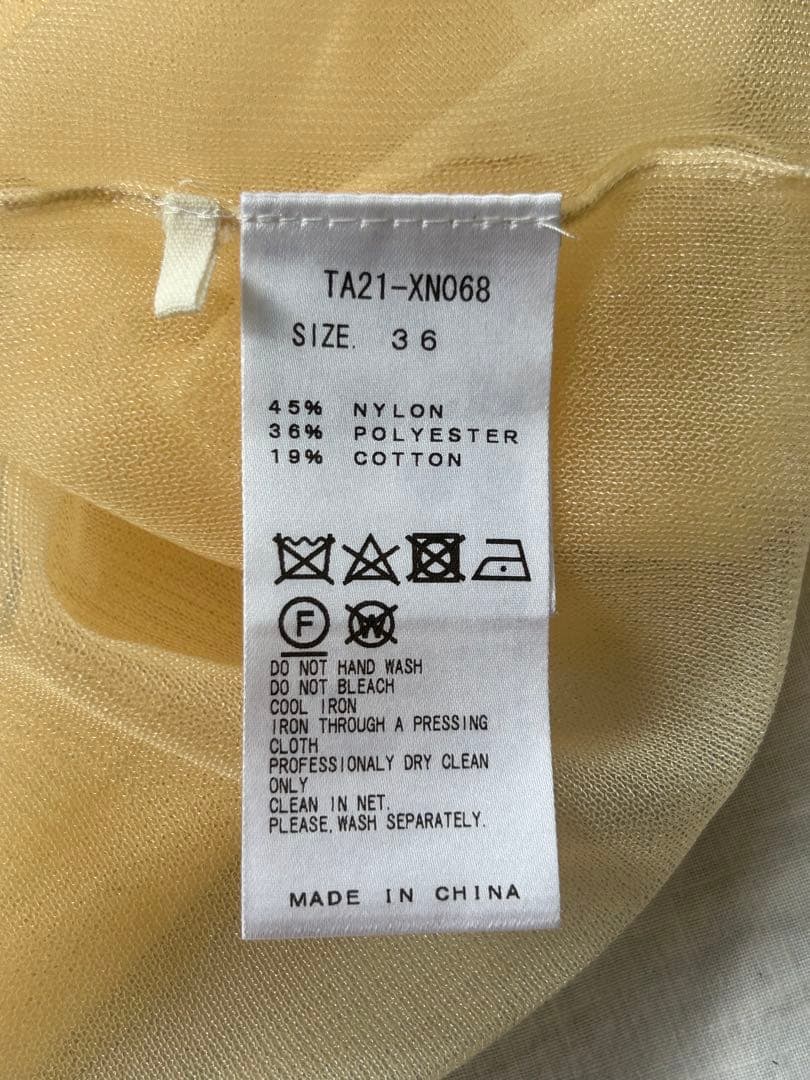 TA21-XN068
SIZE. 36
45% NYLON
36% POLYESTER
19% COTTON
F W
DO NOT HAND WASH
DO NOT BLEACH
COOL IRON
IRON THROUGH A PRESSING
CLOTH
PROFESSIONALY DRY CLEAN
ONLY
CLEAN IN NET.
PLEASE, WASH SEPARATELY.
MADE IN CHINA